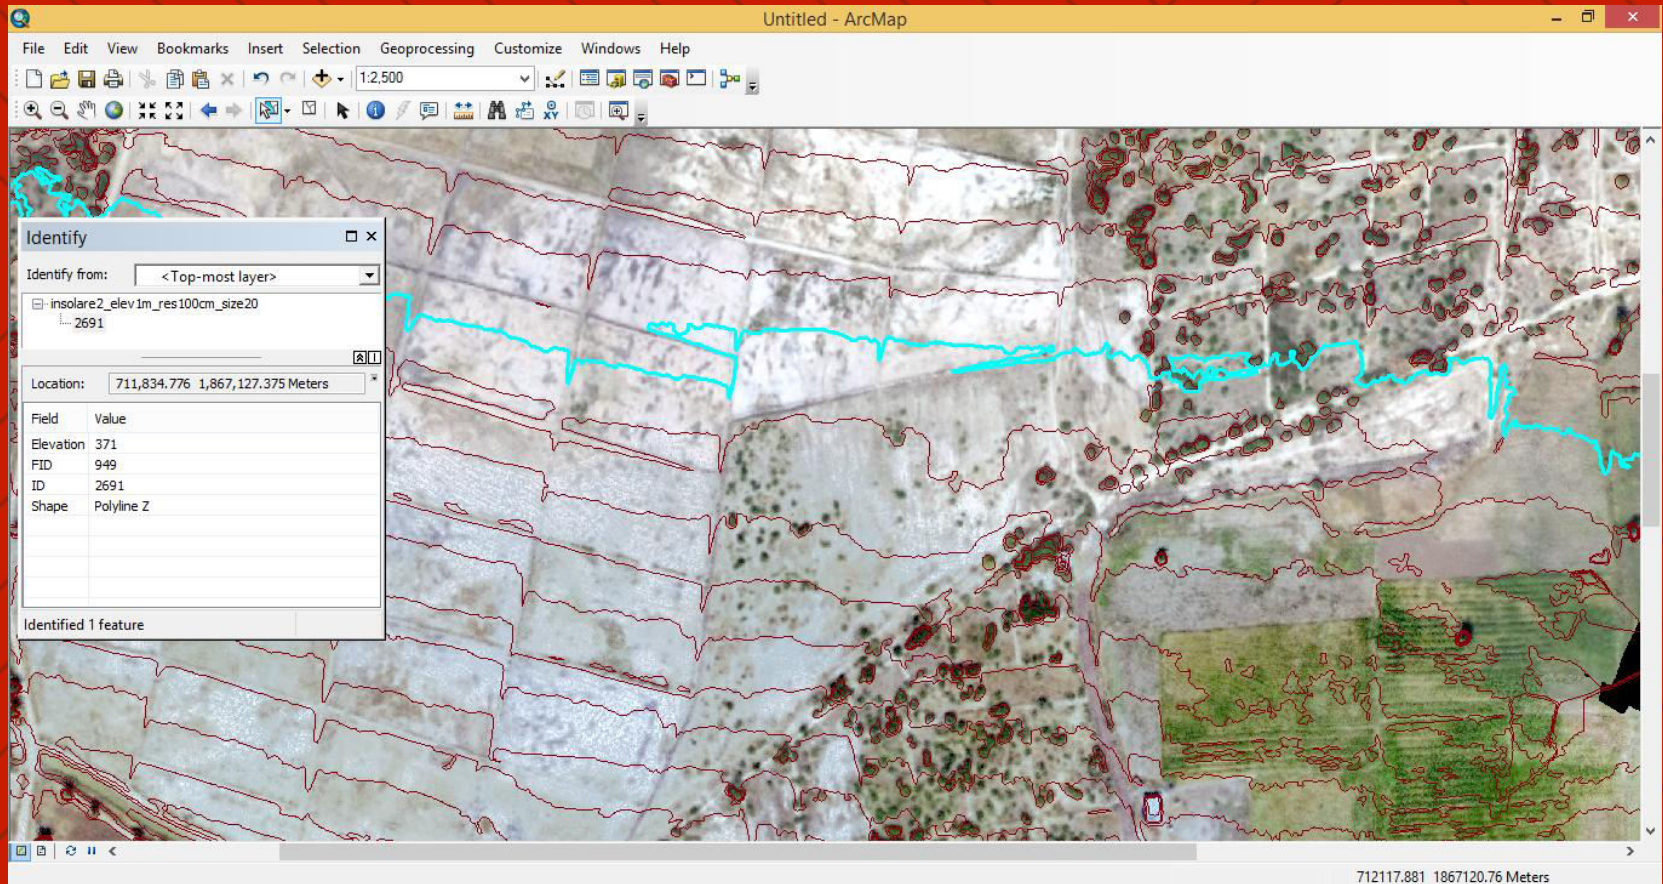 Untitled - ArcMap
File Edit View Bookmarks Insert Selection Geoprocessing Customize Windows Help
1:2,500
Identify
Identify from: <Top-most layer>
insolare2_elev1m_res100cm_size20
2691
Location: 711,834.776 1,867,127.375 Meters
Field Value
Elevation 371
FID 949
ID 2691
Shape Polyline Z
Identified 1 feature
712117.881 1867120.76 Meters